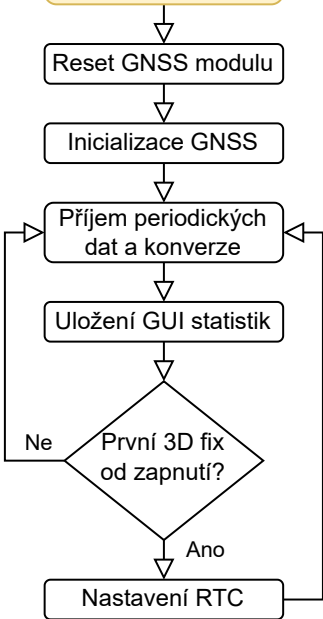 Reset GNSS modulu
Inicializace GNSS
Příjem periodických
dat a konverze
Uložení GUI statistik
Ne
První 3D fix
od zapnutí?
Ano
Nastavení RTC